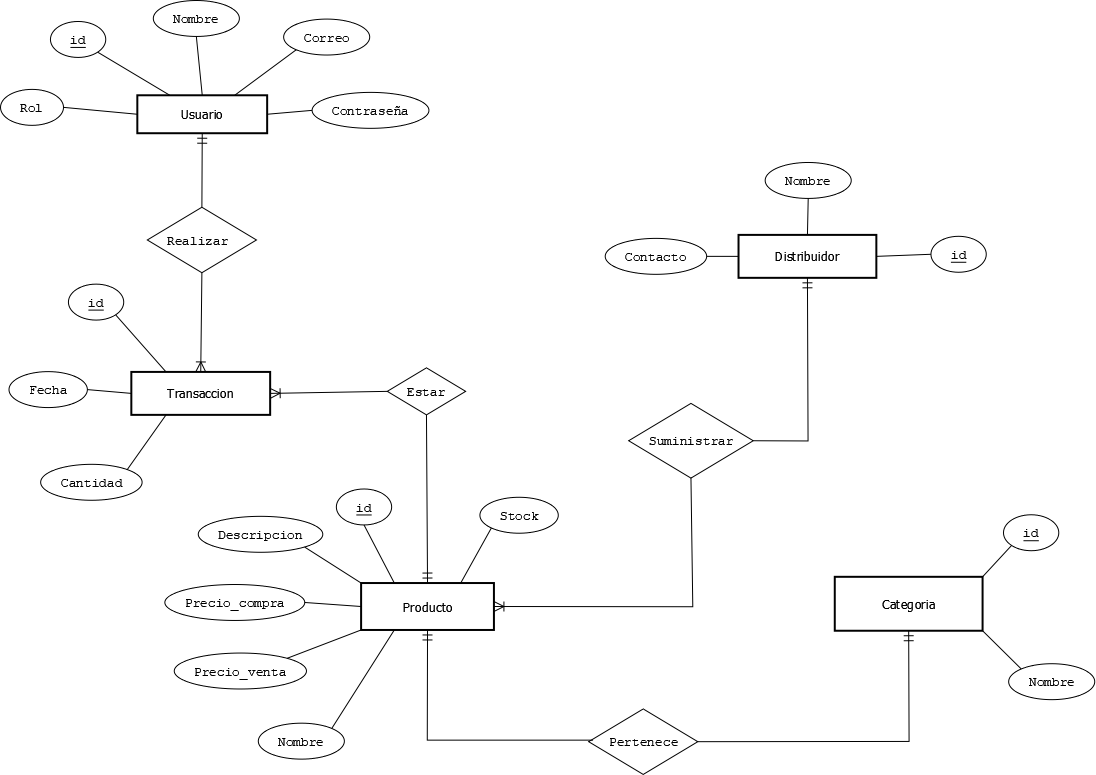 Nombre
id
Correo
Rol
Usuario
Contraseña
Realizar
Nombre
Contacto
Distribuidor
id
id
Fecha
Transaccion
Estar
Cantidad
Suministrar
id
Stock
Descripcion
id
Precio_compra
Producto
Categoria
Precio_venta
Nombre
Nombre
Pertenece